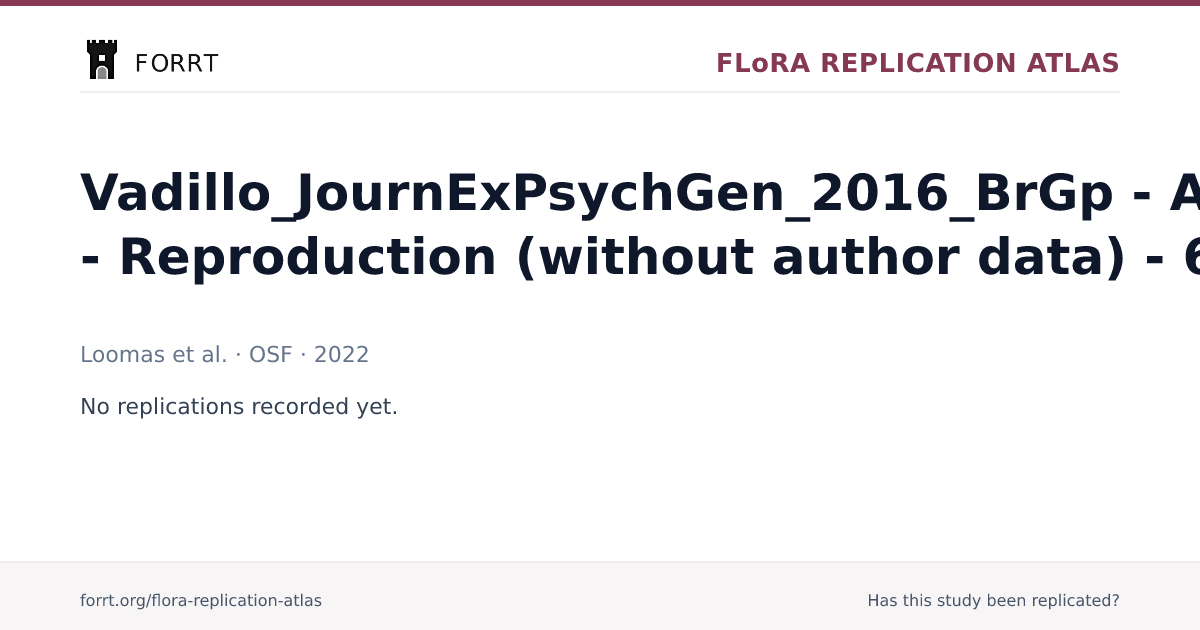 FORRT
FLoRA REPLICATION ATLAS
Vadillo_JournExPsychGen_2016_BrGp -
- Reproduction (without author data) -
Loomas et al. · OSF · 2022
No replications recorded yet.
forrt.org/flora-replication-atlas
Has this study been replicated?